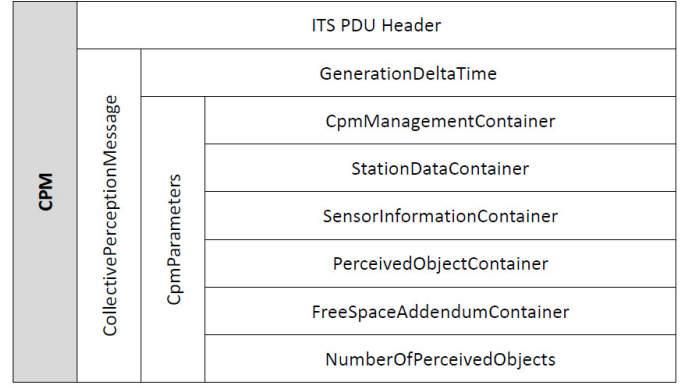 CPM
ITS PDU Header
CollectivePerceptionMessage
GenerationDeltaTime
CpmParameters
CpmManagementContainer
StationDataContainer
SensorInformationContainer
PerceivedObjectContainer
FreeSpaceAddendumContainer
NumberOfPerceivedObjects